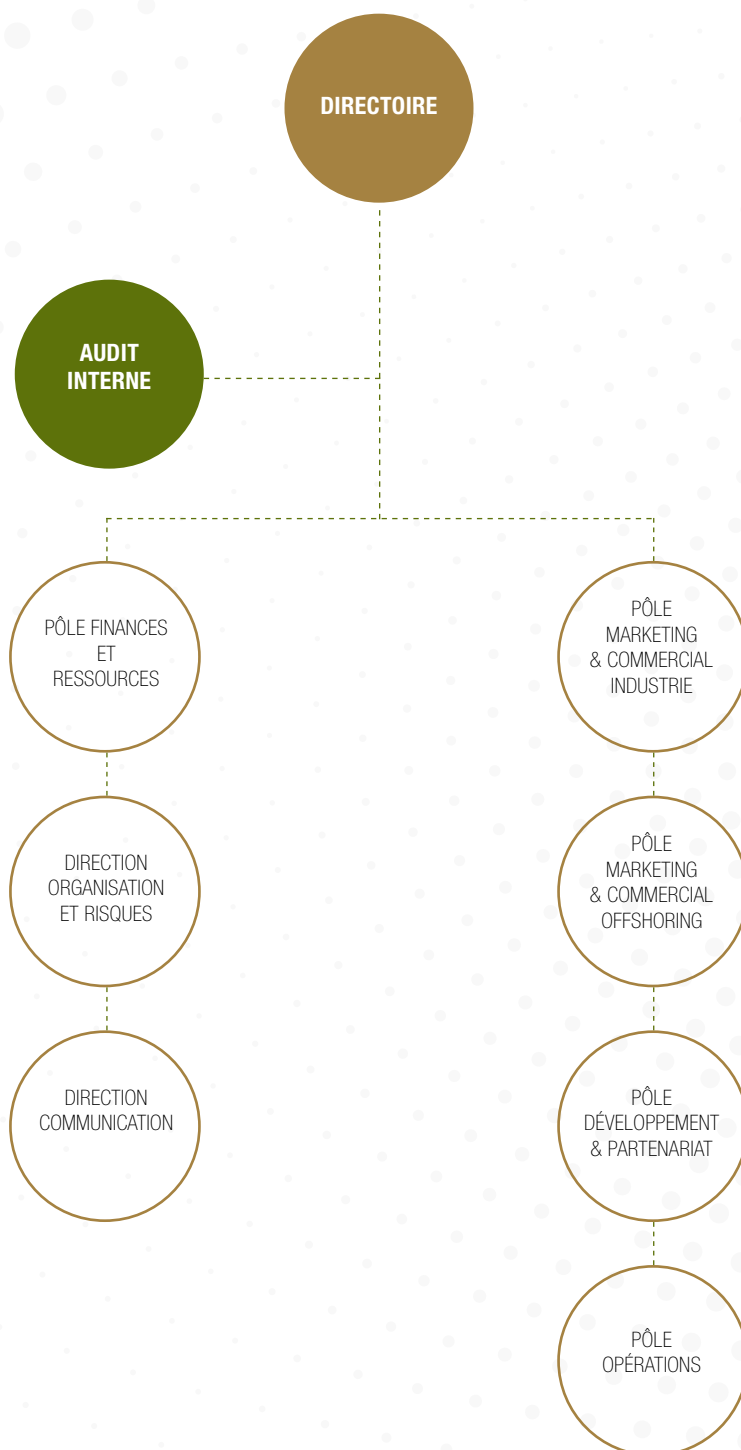 DIRECTOIRE
AUDIT
INTERNE
PÔLE FINANCES
ET
RESSOURCES
DIRECTION
ORGANISATION
ET RISQUES
DIRECTION
COMMUNICATION
PÔLE
MARKETING
& COMMERCIAL
INDUSTRIE
PÔLE
MARKETING
& COMMERCIAL
OFFSHORING
PÔLE
DÉVELOPPEMENT
& PARTENARIAT
PÔLE
OPÉRATIONS